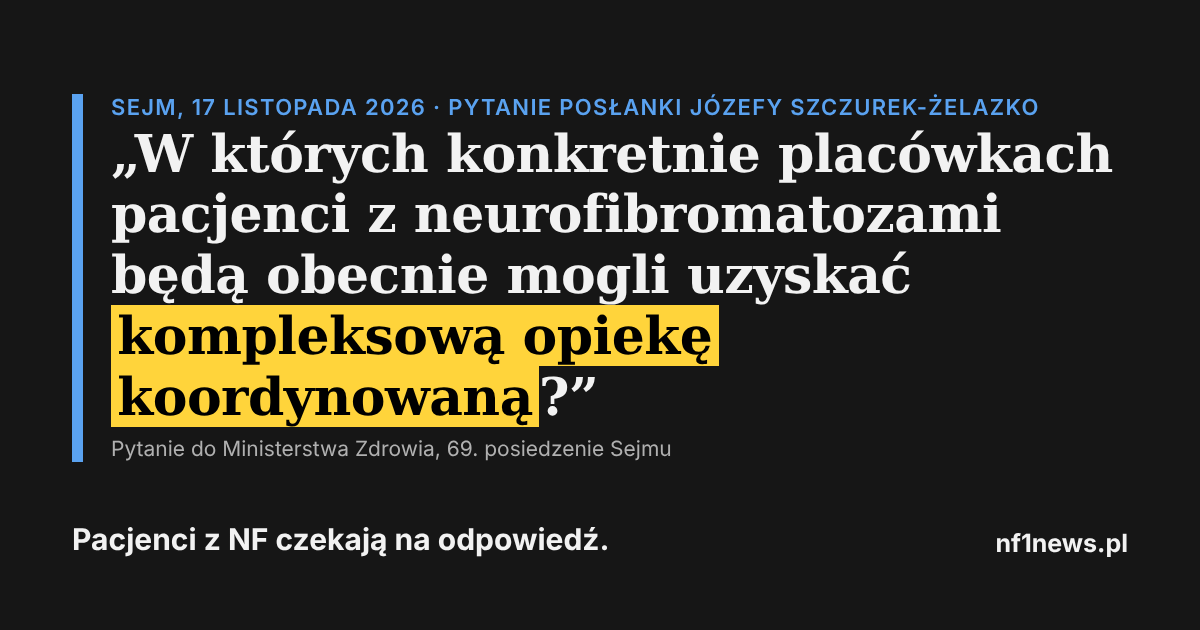 SEJM, 17 LISTOPADA 2026 · PYTANIE POSŁANKI JÓZEFY SZCZUREK-ŻELAZKO
„W których konkretnie placówkach
pacjenci z neurofibromatozami
będą obecnie mogli uzyskać
kompleksową opiekę
koordynowaną?”
Pytanie do Ministerstwa Zdrowia, 69. posiedzenie Sejmu
Pacjenci z NF czekają na odpowiedź.
nf1news.pl